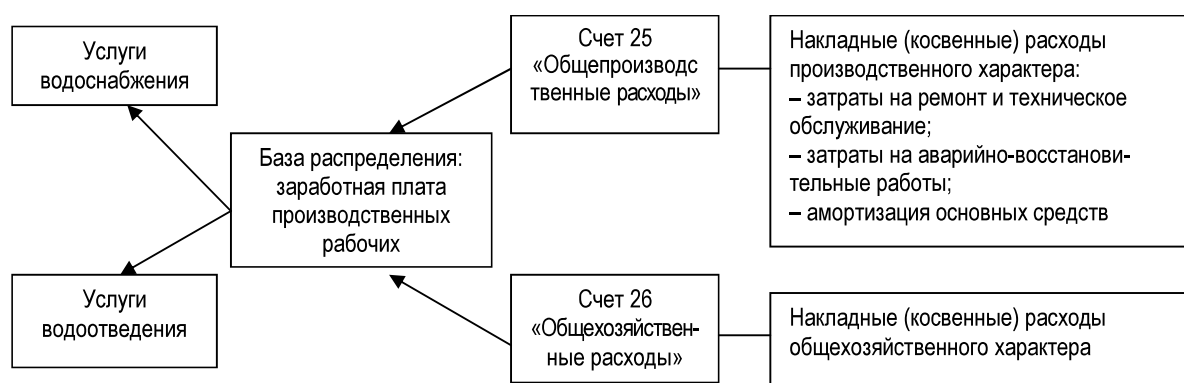 Услуги
водоснабжения
База распределения:
заработная плата
производственных
рабочих
Услуги
водоотведения
Счет 25
«Общепроизводс
твенные расходы»
Накладные (косвенные) расходы
производственного характера:
– затраты на ремонт и техническое
обслуживание;
– затраты на аварийно-восстанови-
тельные работы;
– амортизация основных средств
Счет 26
«Общехозяйствен-
ные расходы»
Накладные (косвенные) расходы
общехозяйственного характера